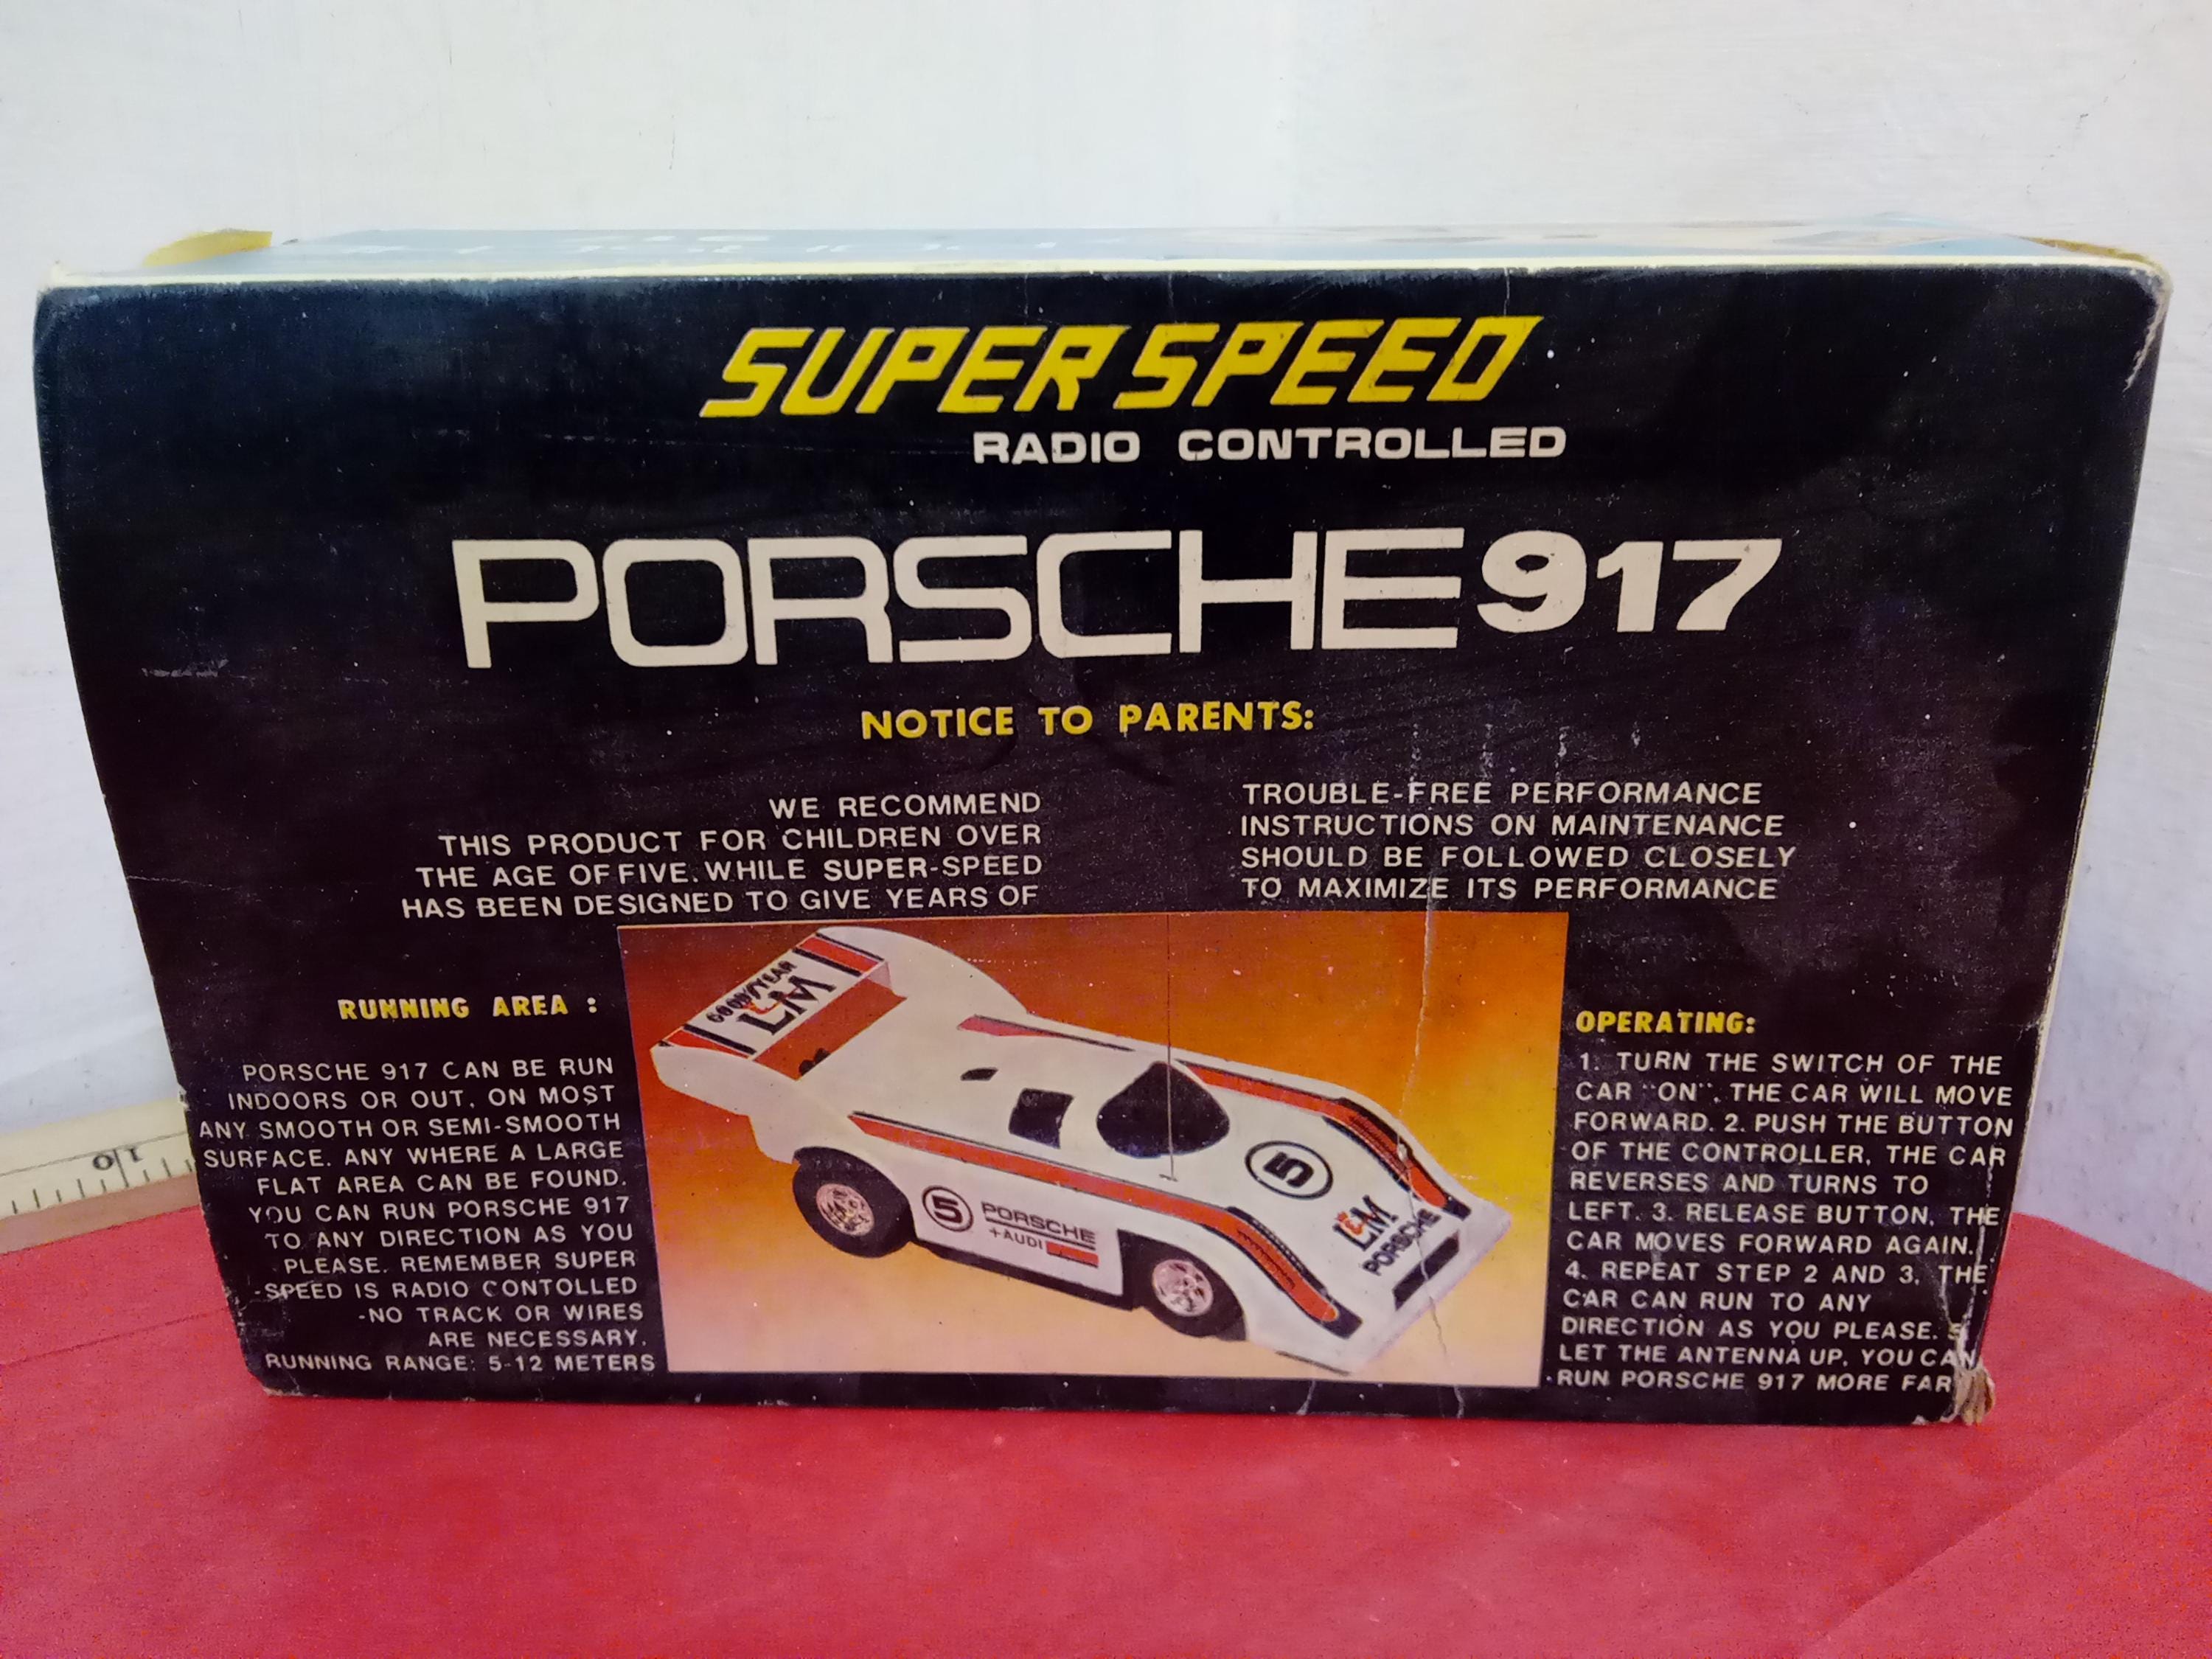 SUPER SPEED
RADIO CONTROLLED
PORSCHE 917
NOTICE TO PARENTS:
WE RECOMMEND
THIS PRODUCT FOR CHILDREN OVER
THE AGE OF FIVE. WHILE SUPER-SPEED
HAS BEEN DESIGNED TO GIVE YEARS OF
TROUBLE-FREE PERFORMANCE
INSTRUCTIONS ON MAINTENANCE
SHOULD BE FOLLOWED CLOSELY
TO MAXIMIZE ITS PERFORMANCE
RUNNING AREA :
PORSCHE 917 CAN BE RUN
INDOORS OR OUT, ON MOST
ANY SMOOTH OR SEMI-SMOOTH
SURFACE. ANY WHERE A LARGE
FLAT AREA CAN BE FOUND.
YOU CAN RUN PORSCHE 917
TO ANY DIRECTION AS YOU
PLEASE. REMEMBER SUPER
-SPEED IS RADIO CONTOLLED
-NO TRACK OR WIRES
ARE NECESSARY.
RUNNING RANGE: 5-12 METERS
GOODYEAR
L&M
5
PORSCHE
+AUDI
5
L&M
PORSCHE
OPERATING:
1. TURN THE SWITCH OF THE
CAR "ON", THE CAR WILL MOVE
FORWARD. 2. PUSH THE BUTTON
OF THE CONTROLLER, THE CAR
REVERSES AND TURNS TO
LEFT. 3. RELEASE BUTTON, THE
CAR MOVES FORWARD AGAIN.
4. REPEAT STEP 2 AND 3, THE
CAR CAN RUN TO ANY
DIRECTION AS YOU PLEASE. 5.
LET THE ANTENNA UP, YOU CAN
RUN PORSCHE 917 MORE FAR
10